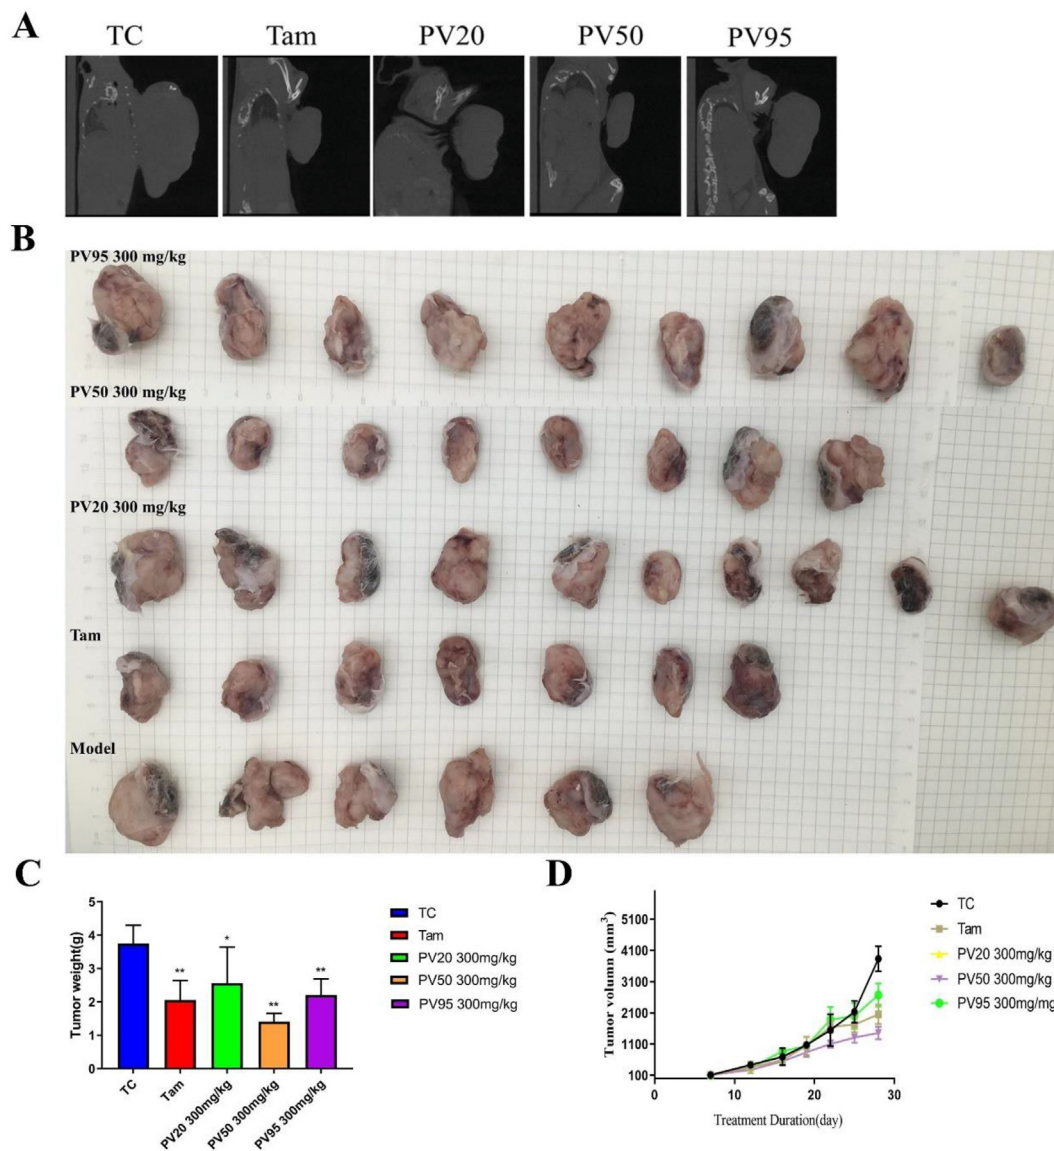 A
TC Tam PV20 PV50 PV95
B
PV95 300 mg/kg
PV50 300 mg/kg
PV20 300 mg/kg
Tam
Model
C
Tumor weight(g)
5
4
3
2
1
0
** * ** **
TC Tam PV20 300mg/kg PV50 300mg/kg PV95 300mg/kg
TC
Tam
PV20 300mg/kg
PV50 300mg/kg
PV95 300mg/kg
D
Tumor volumn (mm³)
5100
4100
3100
2100
1100
100
0 10 20 30
Treatment Duration(day)
TC
Tam
PV20 300mg/kg
PV50 300mg/kg
PV95 300mg/mg